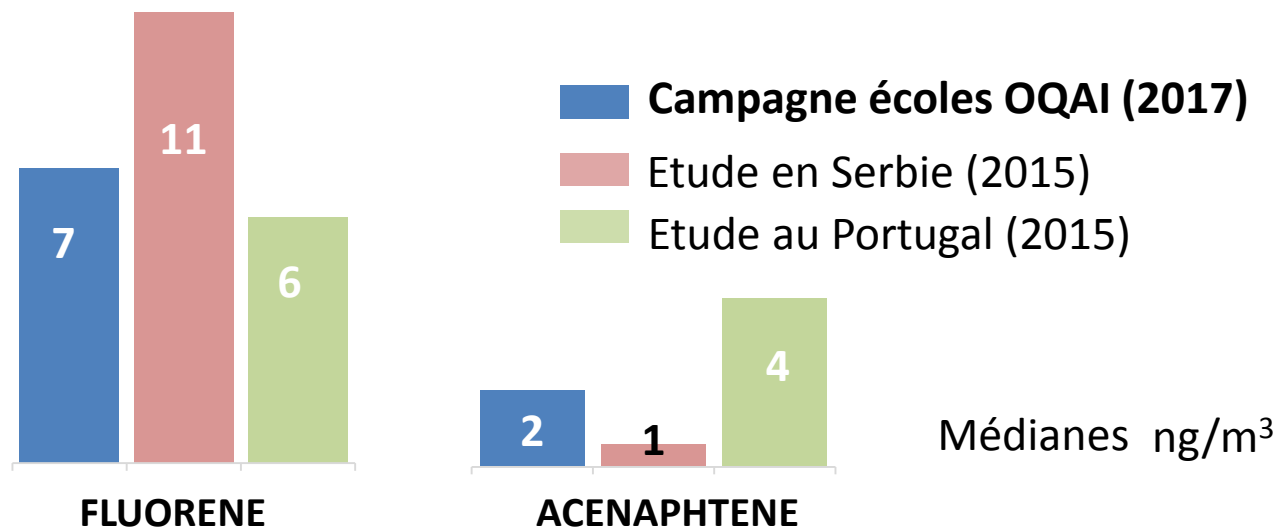 11
7
6
FLUORENE
Campagne écoles OQAI (2017)
Etude en Serbie (2015)
Etude au Portugal (2015)
2
1
4
ACENAPHTENE
Médianes ng/m³